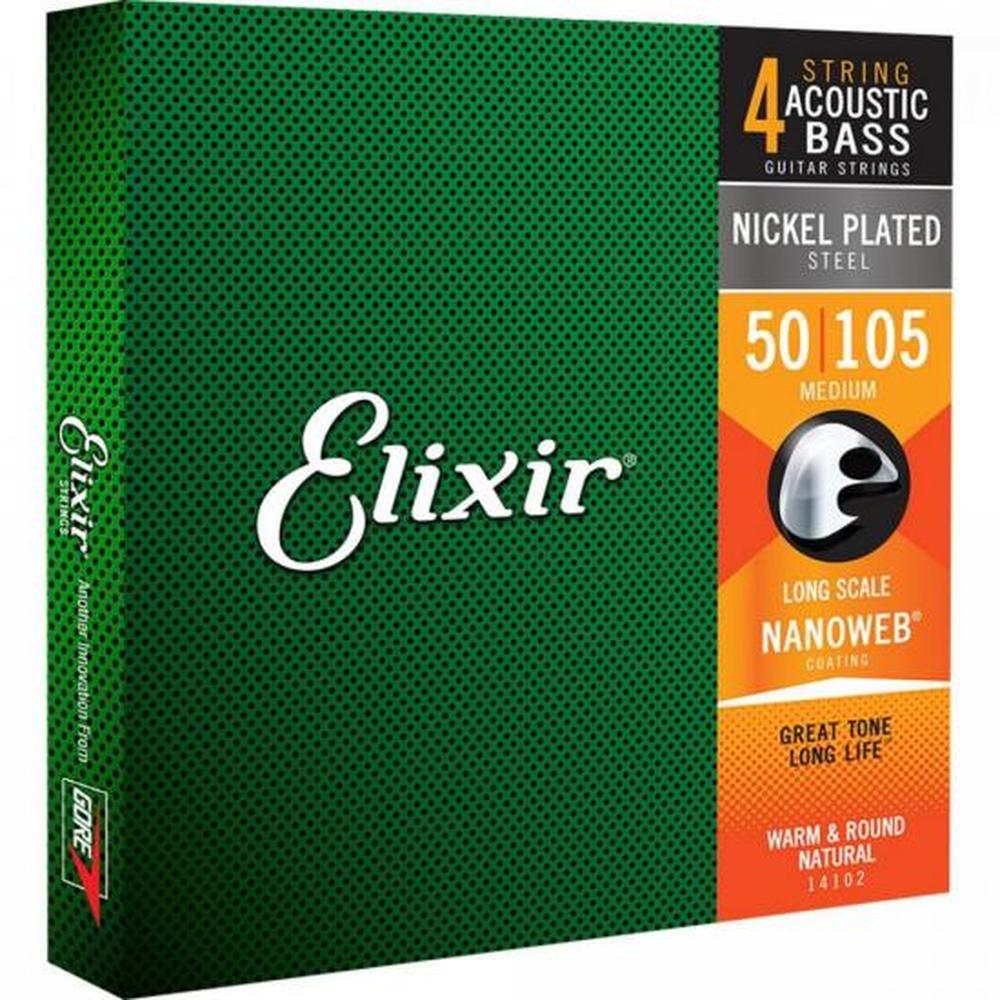 4 STRING
ACOUSTIC
BASS
GUITAR STRINGS
NICKEL PLATED
STEEL
50|105
MEDIUM
Elixir®
LONG SCALE
NANOWEB®
COATING
GREAT TONE
LONG LIFE
WARM & ROUND
NATURAL
14102
Elixir
STRINGS
Another Innovation From
GORE